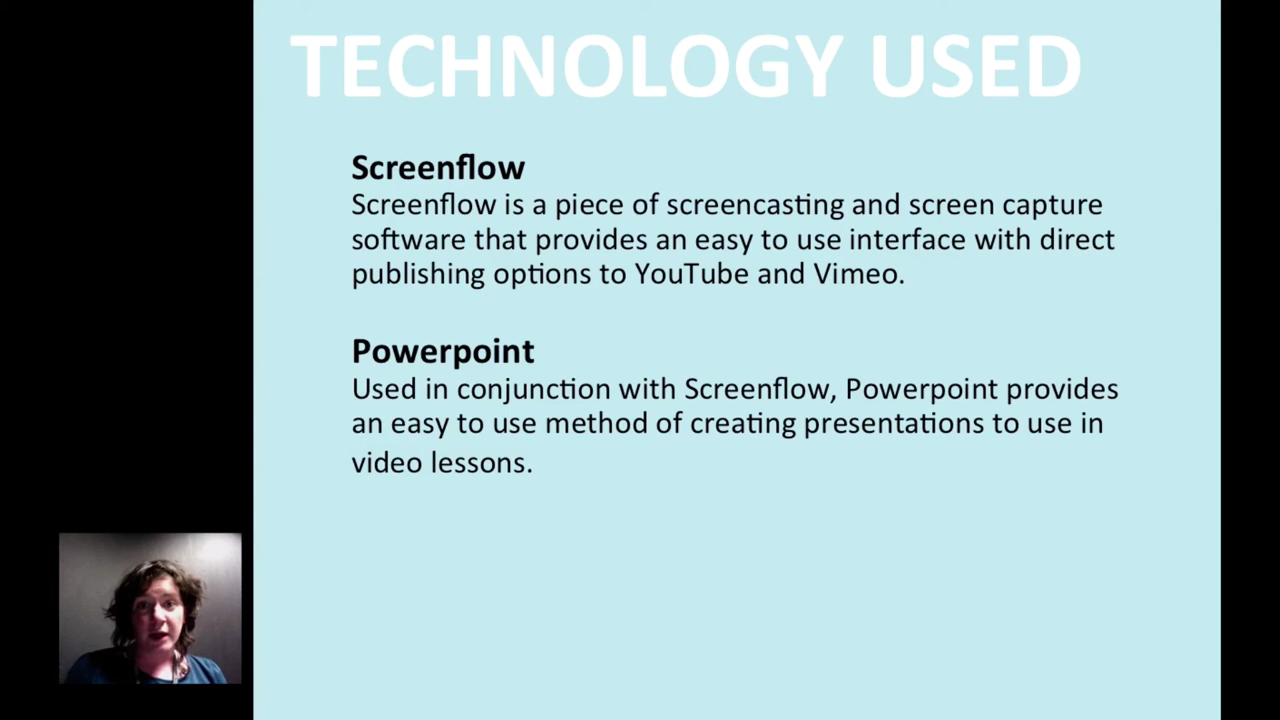 TECHNOLOGY USED
Screenflow
Screenflow is a piece of screencasting and screen capture
software that provides an easy to use interface with direct
publishing options to YouTube and Vimeo.
Powerpoint
Used in conjunction with Screenflow, Powerpoint provides
an easy to use method of creating presentations to use in
video lessons.